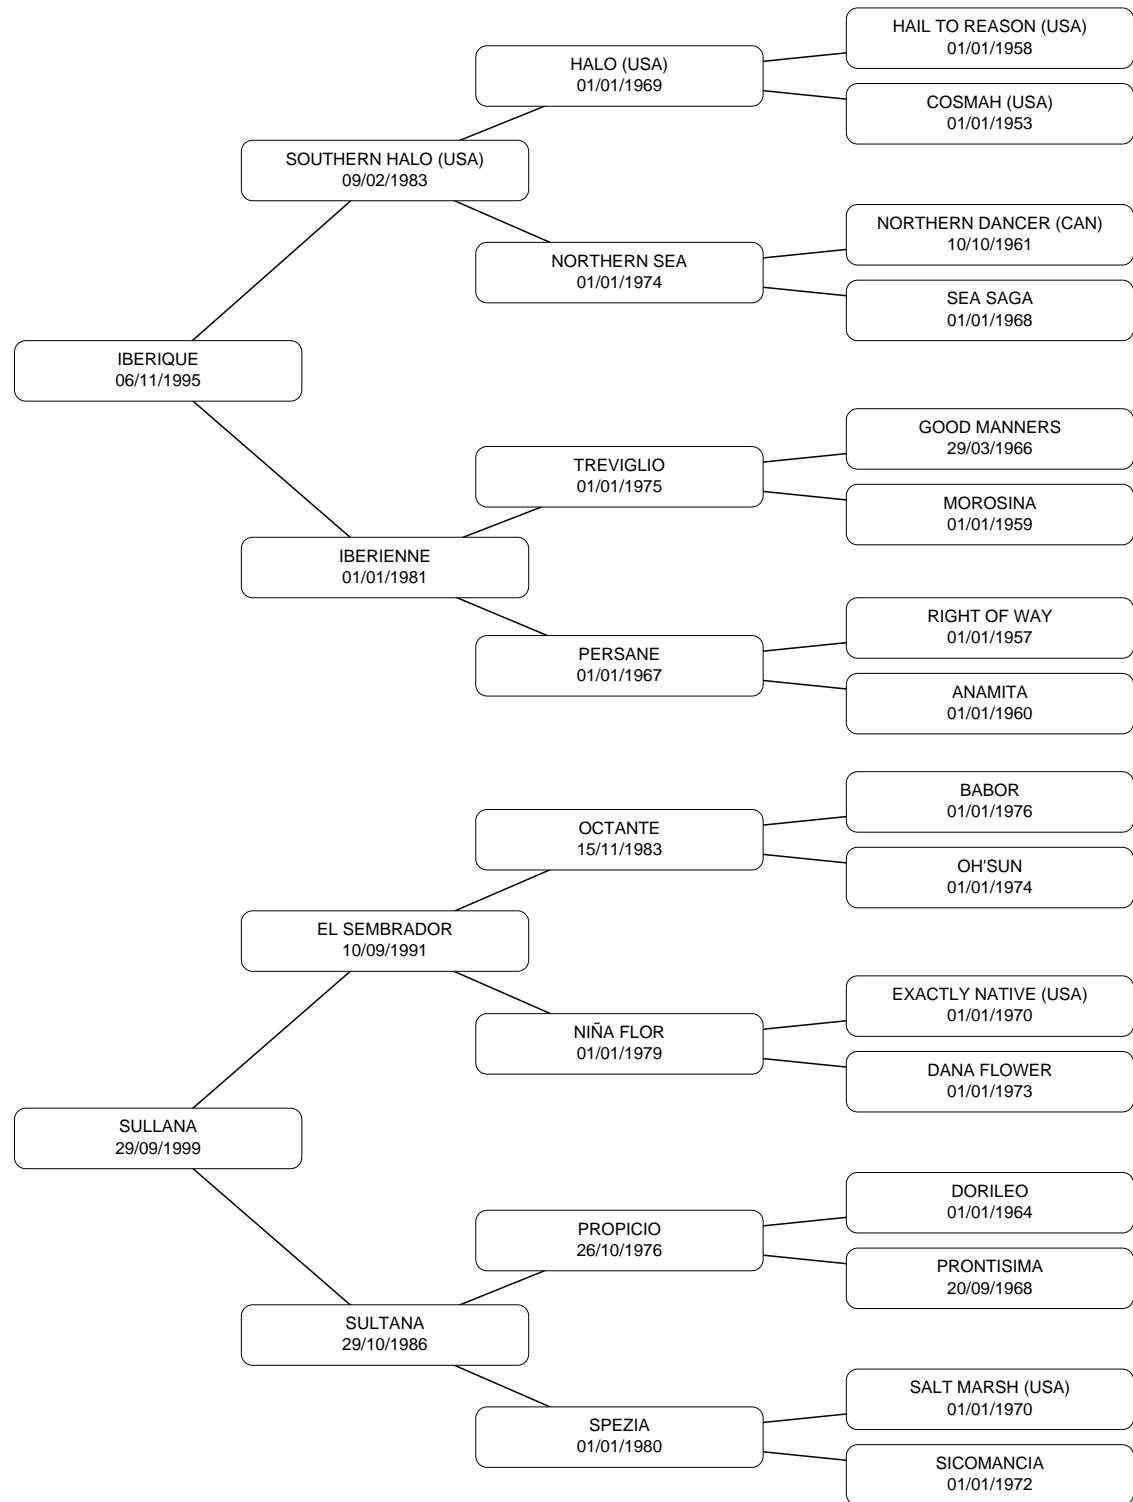 HAIL TO REASON (USA)
01/01/1958
HALO (USA)
01/01/1969
COSMAH (USA)
01/01/1953
SOUTHERN HALO (USA)
09/02/1983
NORTHERN DANCER (CAN)
10/10/1961
NORTHERN SEA
01/01/1974
SEA SAGA
01/01/1968
IBERIQUE
06/11/1995
GOOD MANNERS
29/03/1966
TREVIGLIO
01/01/1975
MOROSINA
01/01/1959
IBERIENNE
01/01/1981
RIGHT OF WAY
01/01/1957
PERSANE
01/01/1967
ANAMITA
01/01/1960
BABOR
01/01/1976
OCTANTE
15/11/1983
OH'SUN
01/01/1974
EL SEMBRADOR
10/09/1991
EXACTLY NATIVE (USA)
01/01/1970
NIÑA FLOR
01/01/1979
DANA FLOWER
01/01/1973
SULLANA
29/09/1999
DORILEO
01/01/1964
PROPICIO
26/10/1976
PRONTISIMA
20/09/1968
SULTANA
29/10/1986
SALT MARSH (USA)
01/01/1970
SPEZIA
01/01/1980
SICOMANCIA
01/01/1972